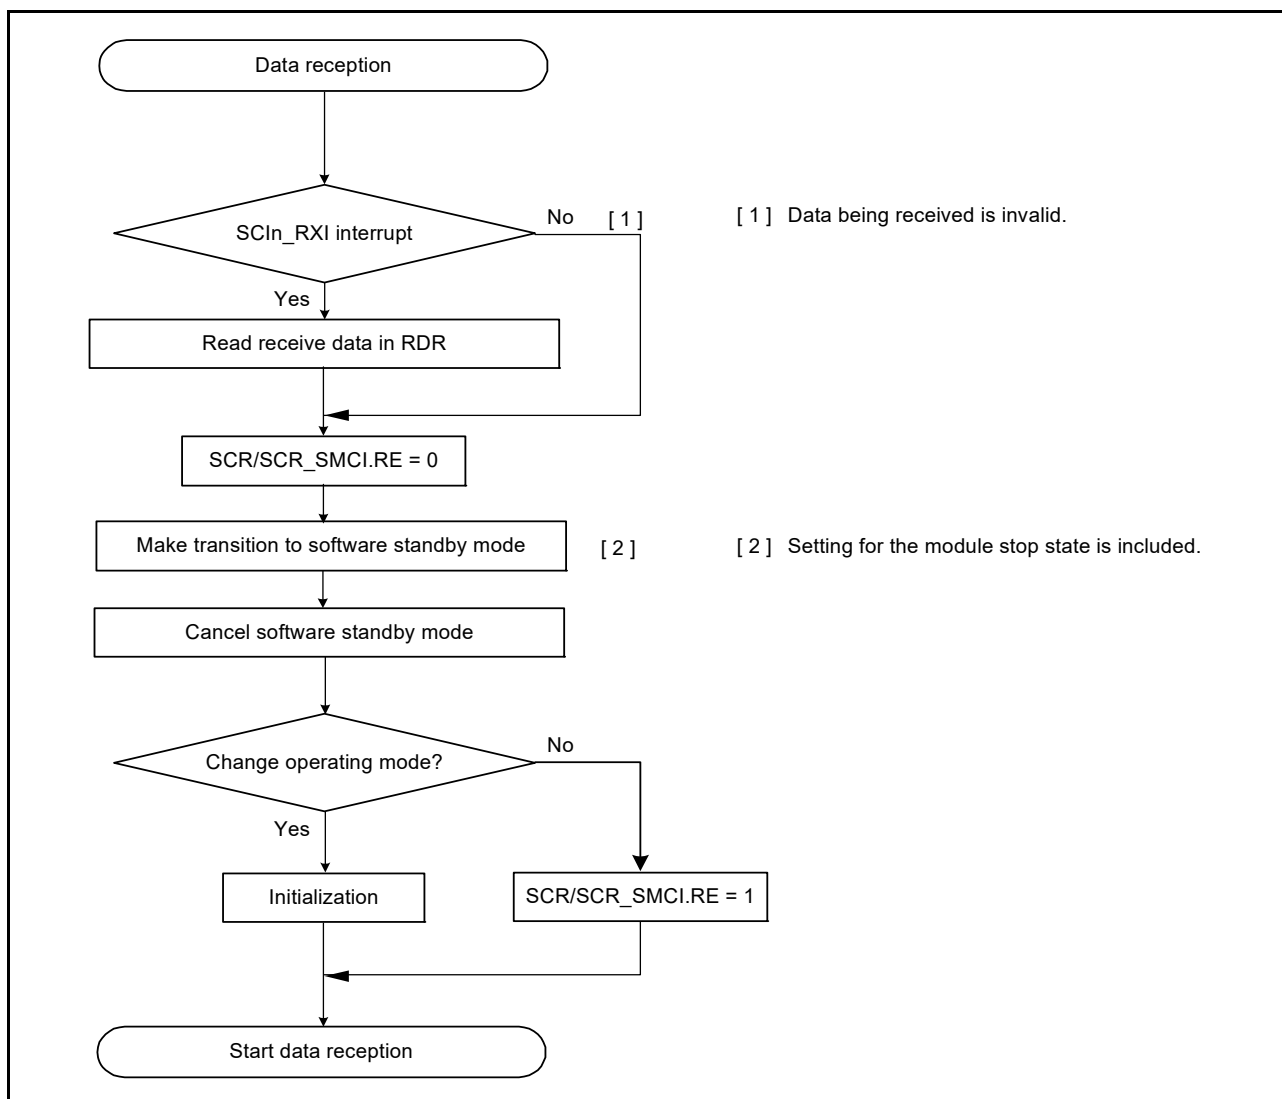 Data reception
SCIn_RXI interrupt
No
[ 1 ]
[ 1 ] Data being received is invalid.
Yes
Read receive data in RDR
SCR/SCR_SMCI.RE = 0
Make transition to software standby mode
[ 2 ]
[ 2 ] Setting for the module stop state is included.
Cancel software standby mode
Change operating mode?
No
Yes
Initialization
SCR/SCR_SMCI.RE = 1
Start data reception